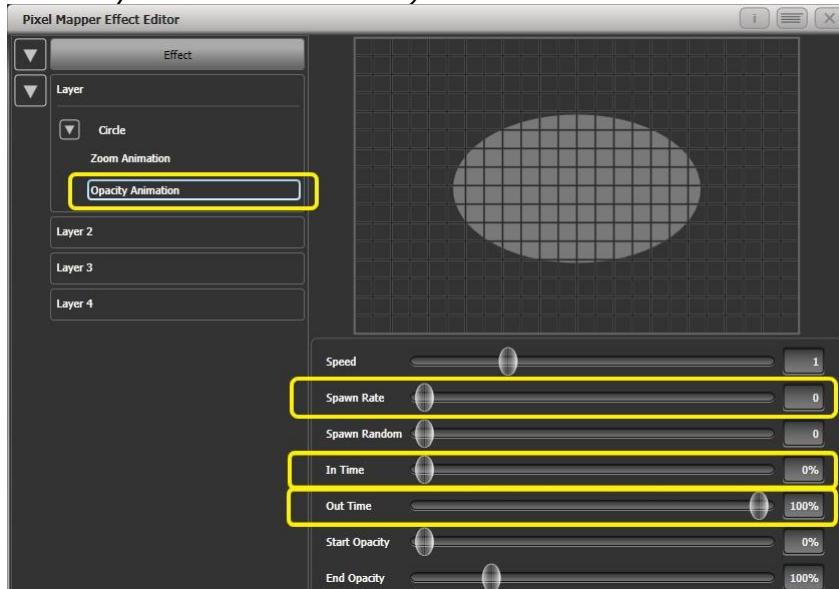 Pixel Mapper Effect Editor
i
Effect
Layer
Circle
Zoom Animation
Opacity Animation
Layer 2
Layer 3
Layer 4
Speed 1
Spawn Rate 0
Spawn Random 0
In Time 0%
Out Time 100%
Start Opacity 0%
End Opacity 100%